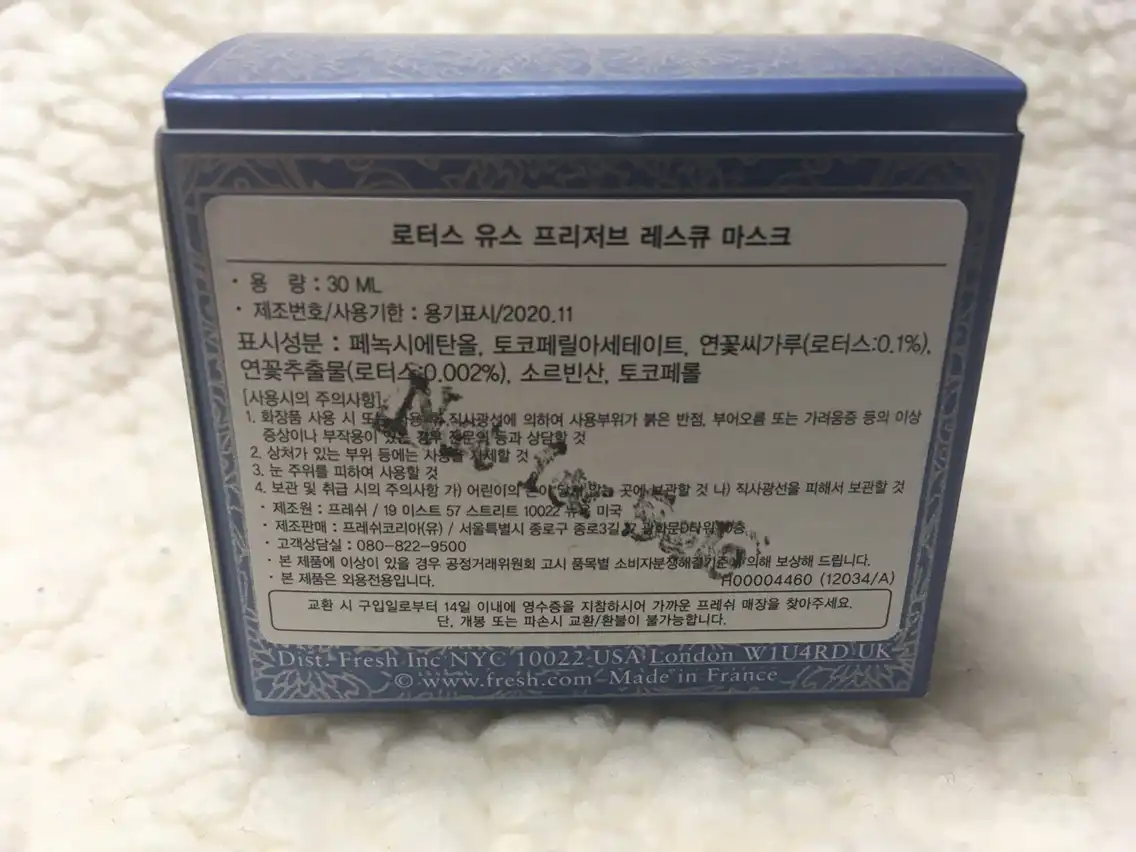 로터스 유스 프리저브 레스큐 마스크
· 용 량 : 30 ML
· 제조번호/사용기한 : 용기표시/2020.11
표시성분 : 페녹시에탄올, 토코페릴아세테이트, 연꽃씨가루(로터스:0.1%),
연꽃추출물(로터스:0.002%), 소르빈산, 토코페롤
[사용시의 주의사항]
1. 화장품 사용 시 또는 사용 후 직사광선에 의하여 사용부위가 붉은 반점, 부어오름 또는 가려움증 등의 이상
증상이나 부작용이 있는 경우 전문의 등과 상담할 것
2. 상처가 있는 부위 등에는 사용을 자제할 것
3. 눈 주위를 피하여 사용할 것
4. 보관 및 취급 시의 주의사항 가) 어린이의 손이 닿지 않는 곳에 보관할 것 나) 직사광선을 피해서 보관할 것
· 제조원 : 프레쉬 / 19 이스트 57 스트리트 10022 뉴욕 미국
· 제조판매 : 프레쉬코리아(유) / 서울특별시 종로구 종로3길 17 광화문D타워
· 고객상담실 : 080-822-9500
· 본 제품에 이상이 있을 경우 공정거래위원회 고시 품목별 소비자분쟁해결기준에 의해 보상해 드립니다.
· 본 제품은 외용전용입니다. H00004460 (12034/A)
교환 시 구입일로부터 14일 이내에 영수증을 지참하시어 가까운 프레쉬 매장을 찾아주세요.
단, 개봉 또는 파손시 교환/환불이 불가능합니다.
Dist. Fresh Inc NYC 10022 USA London W1U4RD UK
© www.fresh.com Made in France